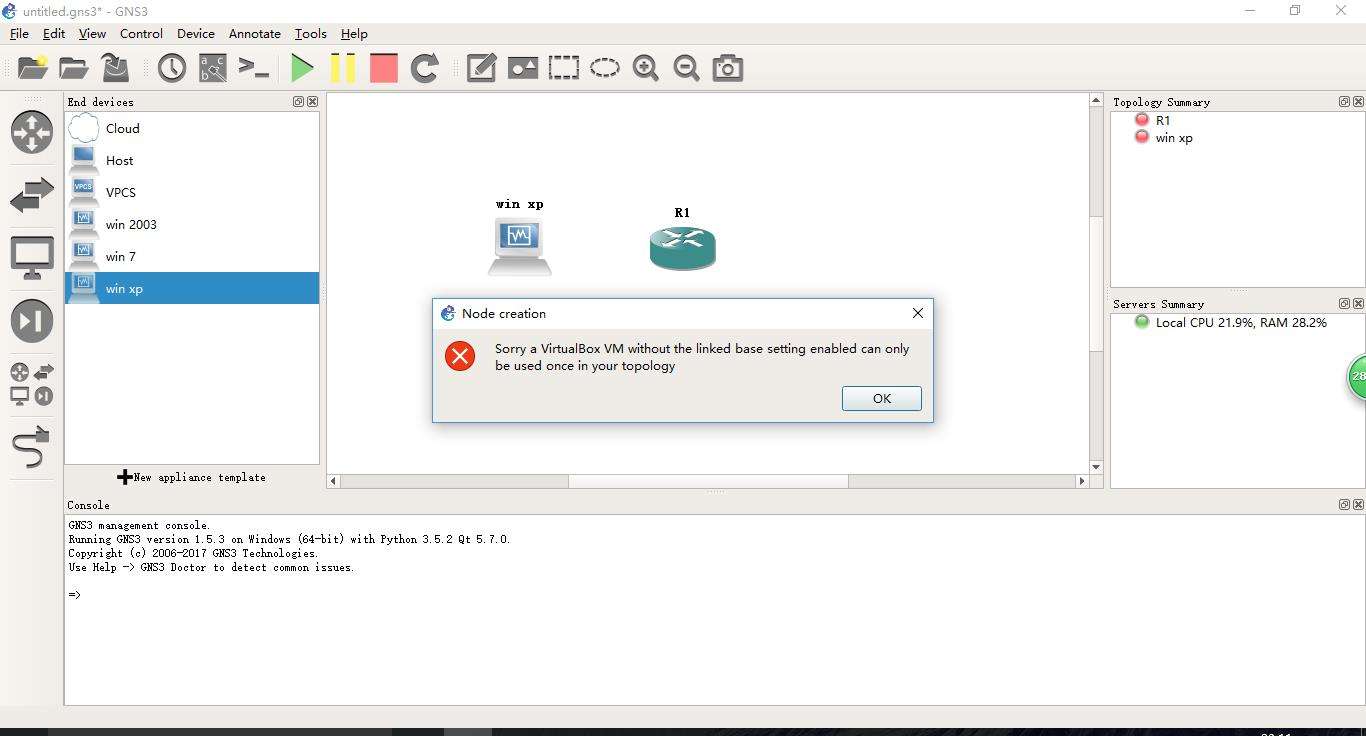 untitled.gns3* - GNS3
File Edit View Control Device Annotate Tools Help
End devices
Cloud
Host
VPCS
VPCS
win 2003
win 7
win xp
New appliance template
win xp
R1
Node creation
Sorry a VirtualBox VM without the linked base setting enabled can only
be used once in your topology
OK
Topology Summary
R1
win xp
Servers Summary
Local CPU 21.9%, RAM 28.2%
28
Console
GNS3 management console.
Running GNS3 version 1.5.3 on Windows (64-bit) with Python 3.5.2 Qt 5.7.0.
Copyright (c) 2006-2017 GNS3 Technologies.
Use Help -> GNS3 Doctor to detect common issues.
=>